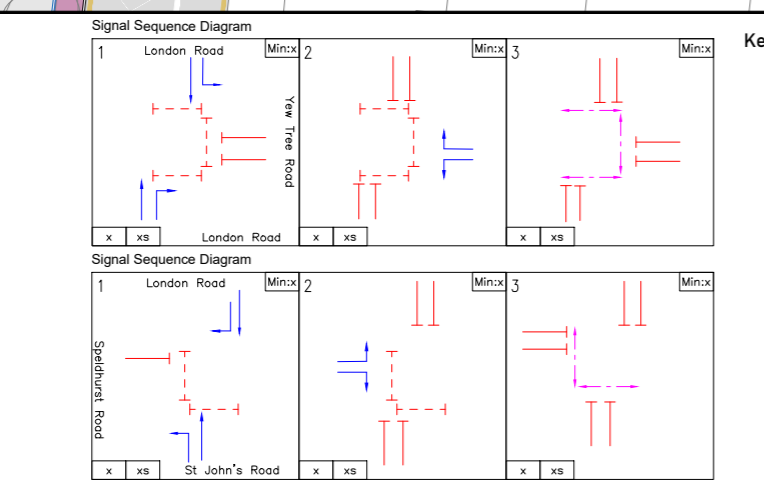 Signal Sequence Diagram
Ke
1 London Road Min:x
2 Min:x
3 Min:x
Yew Tree Road
x xs London Road
x xs
x xs
Signal Sequence Diagram
1 London Road Min:x
2 Min:x
3 Min:x
Speldhurst Road
x xs St John's Road
x xs
x xs